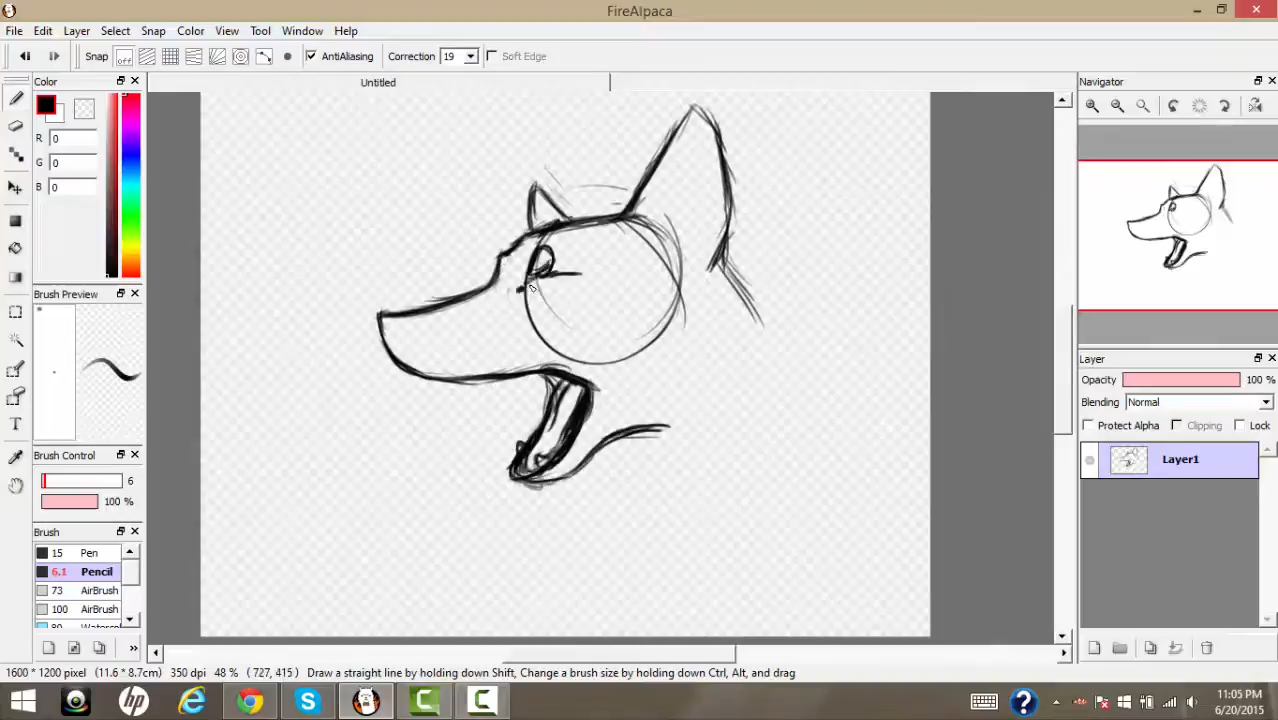 FireAlpaca
File Edit Layer Select Snap Color View Tool Window Help
Snap off AntiAliasing Correction 19 Soft Edge
Color
Untitled
Navigator
R 0
G 0
B 0
Brush Preview
Layer
Opacity 100 %
Blending Normal
Protect Alpha Clipping Lock
Layer1
Brush Control
6
100 %
Brush
15 Pen
6.1 Pencil
73 AirBrush
100 AirBrush
1600 * 1200 pixel (11.6 * 8.7cm) 350 dpi 48 % ( 727, 415 ) Draw a straight line by holding down Shift, Change a brush size by holding down Ctrl, Alt, and drag
11:05 PM
6/20/2015